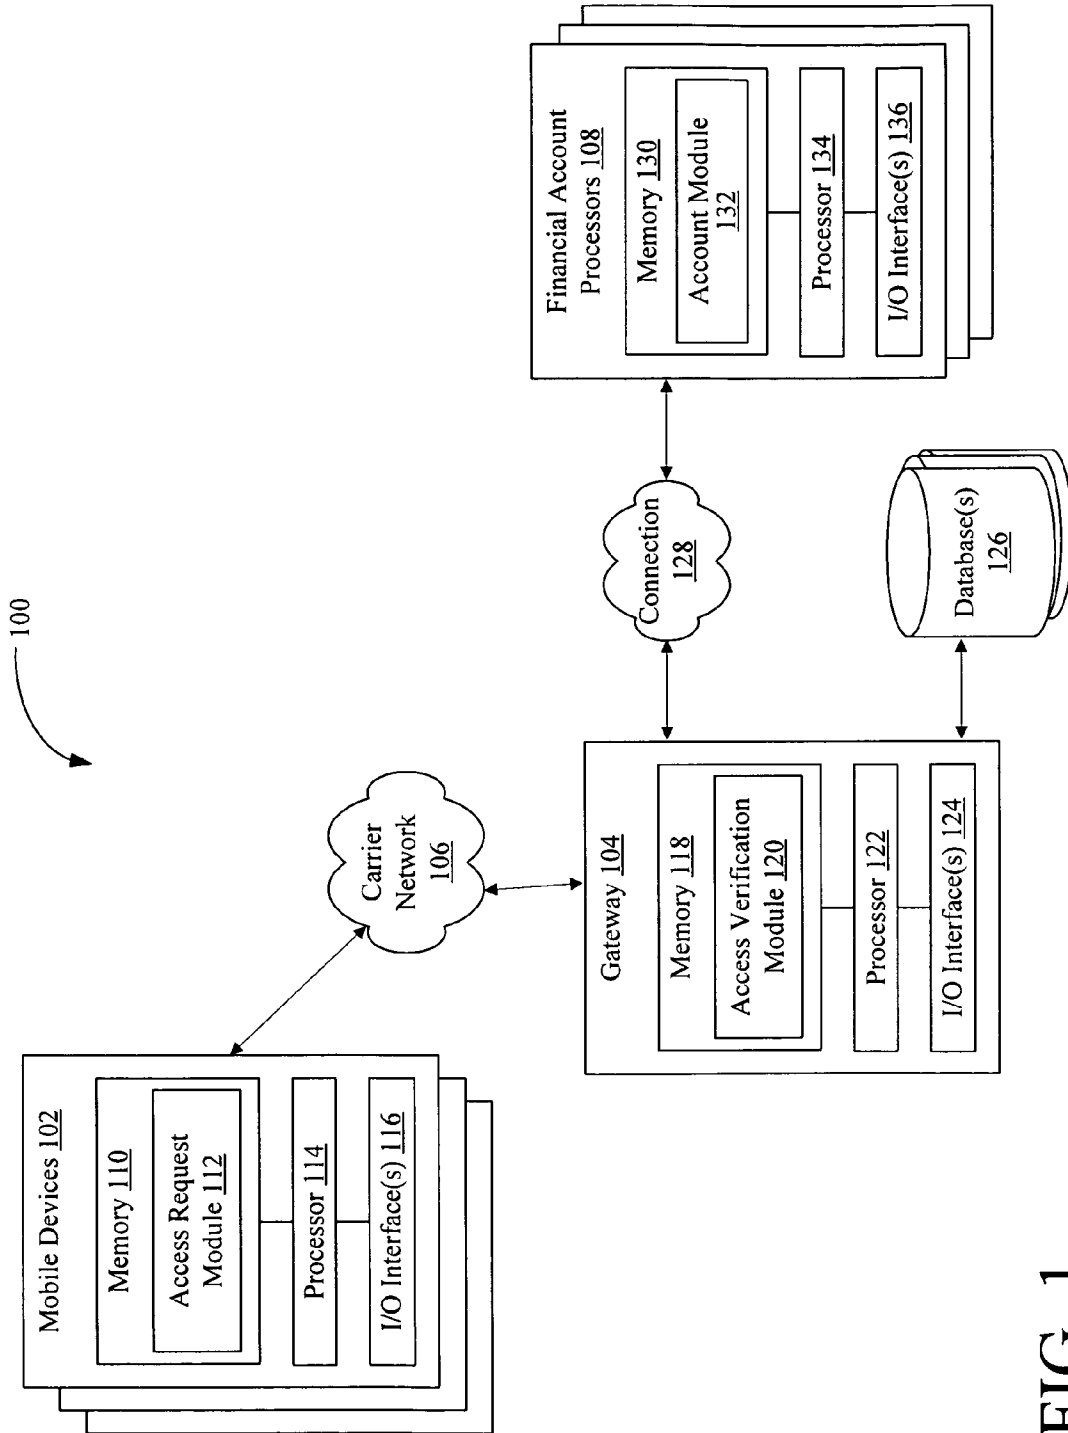 100
Mobile Devices 102
Memory 110
Access Request
Module 112
Processor 114
I/O Interface(s) 116
Carrier
Network
106
Gateway 104
Memory 118
Access Verification
Module 120
Processor 122
I/O Interface(s) 124
Connection
128
Database(s)
126
Financial Account
Processors 108
Memory 130
Account Module
132
Processor 134
I/O Interface(s) 136
FIG. 1